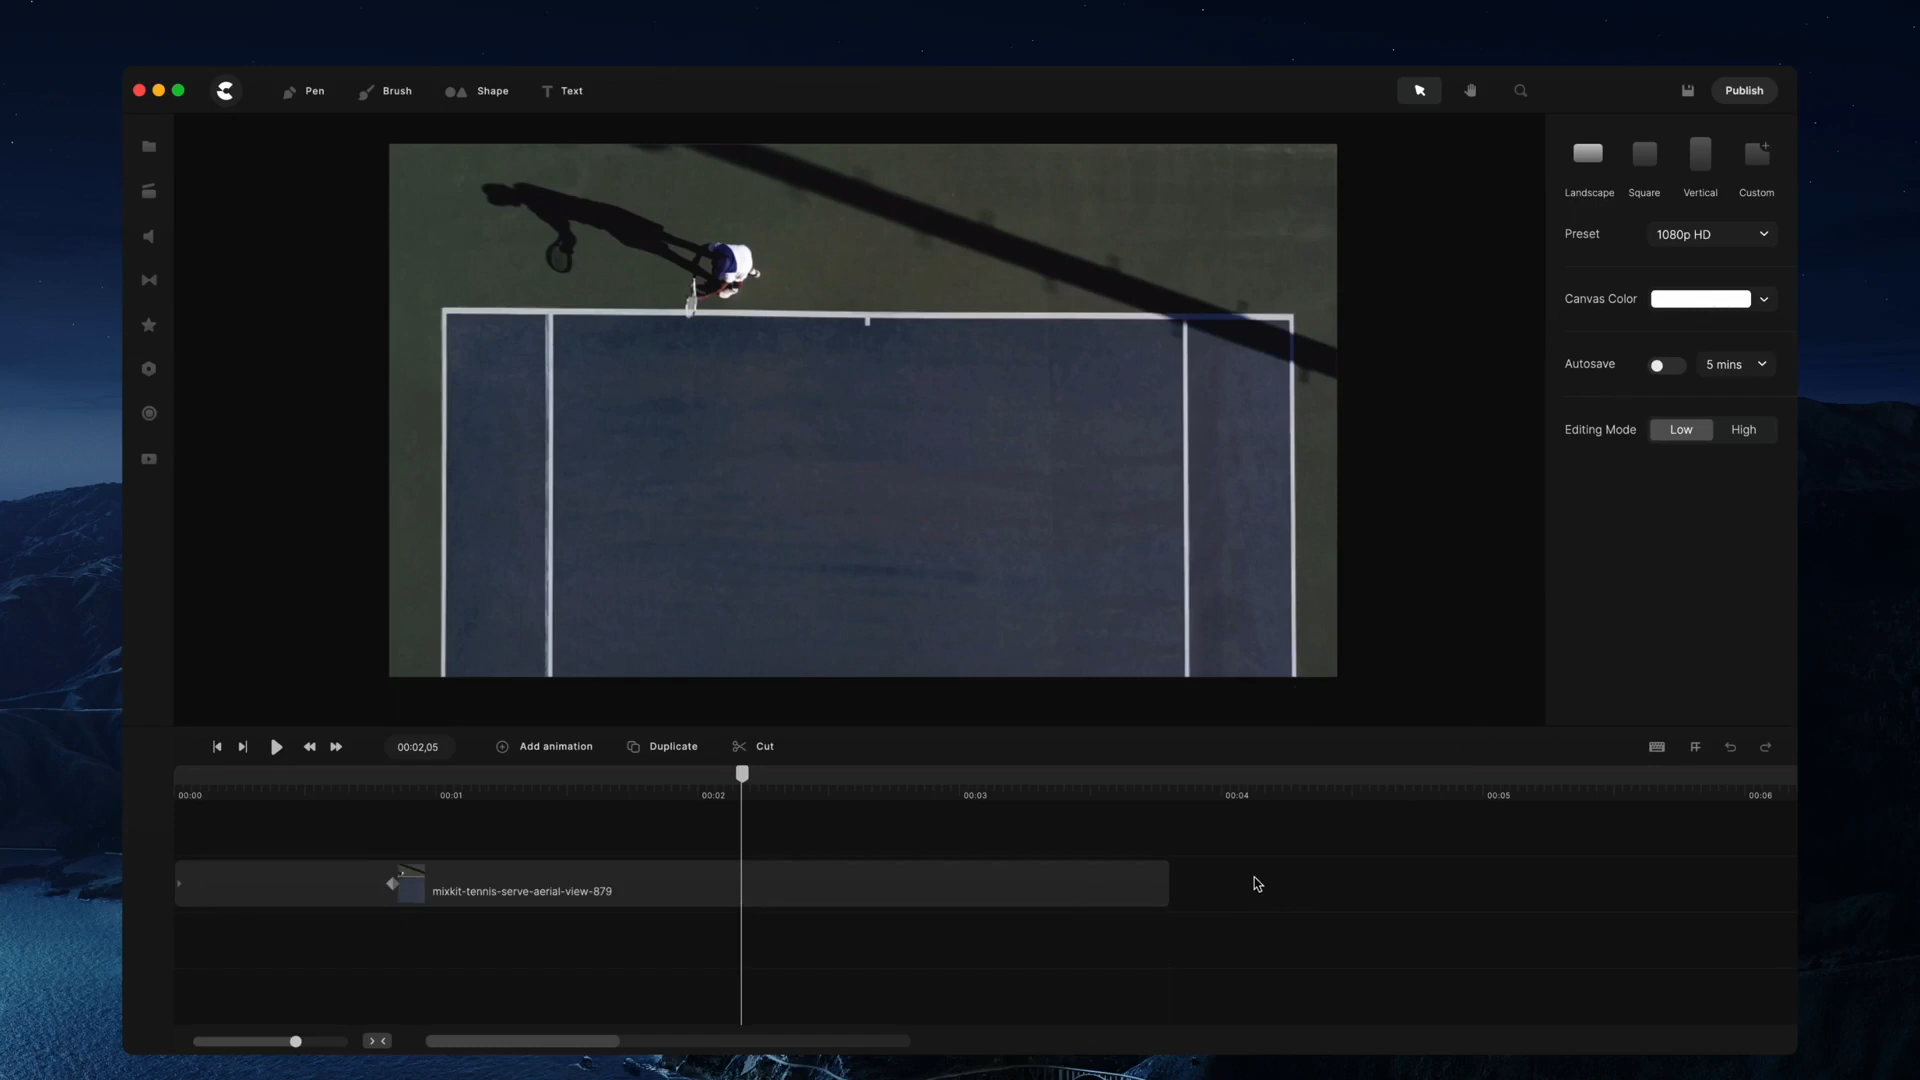 Pen Brush Shape Text Publish
Landscape Square Vertical Custom
Preset 1080p HD
Canvas Color
Autosave 5 mins
Editing Mode Low High
00:02,05 Add animation Duplicate Cut
00:00 00:01 00:02 00:03 00:04 00:05 00:06
mixkit-tennis-serve-aerial-view-879